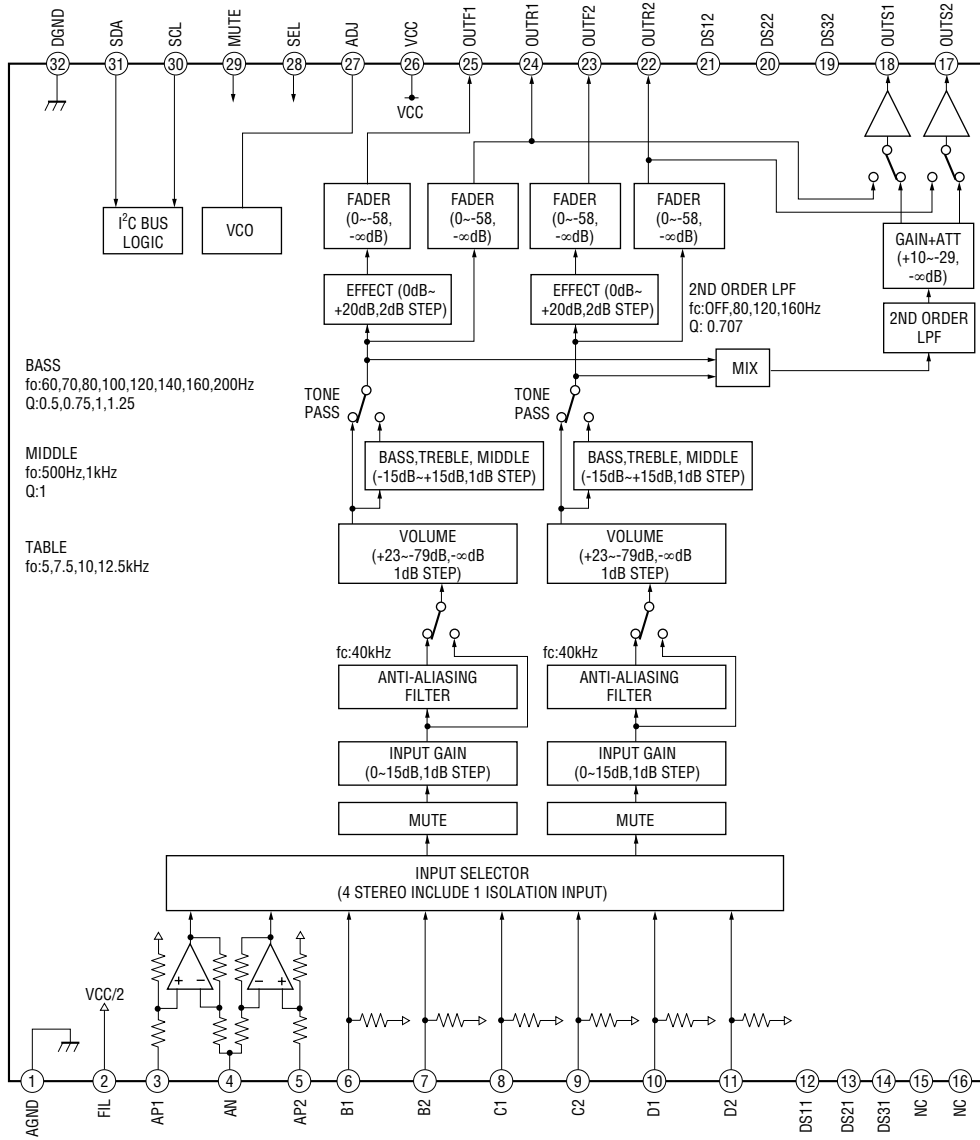 DGND
SDA
SCL
MUTE
SEL
ADJ
VCC
OUTF1
OUTR1
OUTF2
OUTR2
DS12
DS22
DS32
OUTS1
OUTS2
32
31
30
29
28
27
26
25
24
23
22
21
20
19
18
17
VCC
I²C BUS
LOGIC
VCO
FADER
(0~-58,
-∞dB)
FADER
(0~-58,
-∞dB)
FADER
(0~-58,
-∞dB)
FADER
(0~-58,
-∞dB)
GAIN+ATT
(+10~-29,
-∞dB)
EFFECT (0dB~
+20dB,2dB STEP)
EFFECT (0dB~
+20dB,2dB STEP)
2ND ORDER LPF
fc:OFF,80,120,160Hz
Q: 0.707
2ND ORDER
LPF
MIX
BASS
fo:60,70,80,100,120,140,160,200Hz
Q:0.5,0.75,1,1.25
TONE
PASS
TONE
PASS
MIDDLE
fo:500Hz,1kHz
Q:1
BASS,TREBLE, MIDDLE
(-15dB~+15dB,1dB STEP)
BASS,TREBLE, MIDDLE
(-15dB~+15dB,1dB STEP)
TABLE
fo:5,7.5,10,12.5kHz
VOLUME
(+23~-79dB,-∞dB
1dB STEP)
VOLUME
(+23~-79dB,-∞dB
1dB STEP)
fc:40kHz
fc:40kHz
ANTI-ALIASING
FILTER
ANTI-ALIASING
FILTER
INPUT GAIN
(0~15dB,1dB STEP)
INPUT GAIN
(0~15dB,1dB STEP)
MUTE
MUTE
INPUT SELECTOR
(4 STEREO INCLUDE 1 ISOLATION INPUT)
+ −
− +
VCC/2
1
2
3
4
5
6
7
8
9
10
11
12
13
14
15
16
AGND
FIL
AP1
AN
AP2
B1
B2
C1
C2
D1
D2
DS11
DS21
DS31
NC
NC